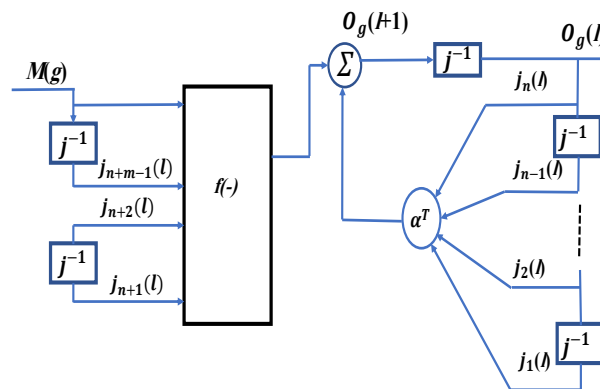 O_g(l+1)
O_g(l)
M(g)
Σ
j⁻¹
j_n(l)
j⁻¹
j⁻¹
j_{n+m−1}(l)
j_{n−1}(l)
f(-)
j_{n+2}(l)
αᵀ
j⁻¹
j_2(l)
j_{n+1}(l)
j⁻¹
j_1(l)